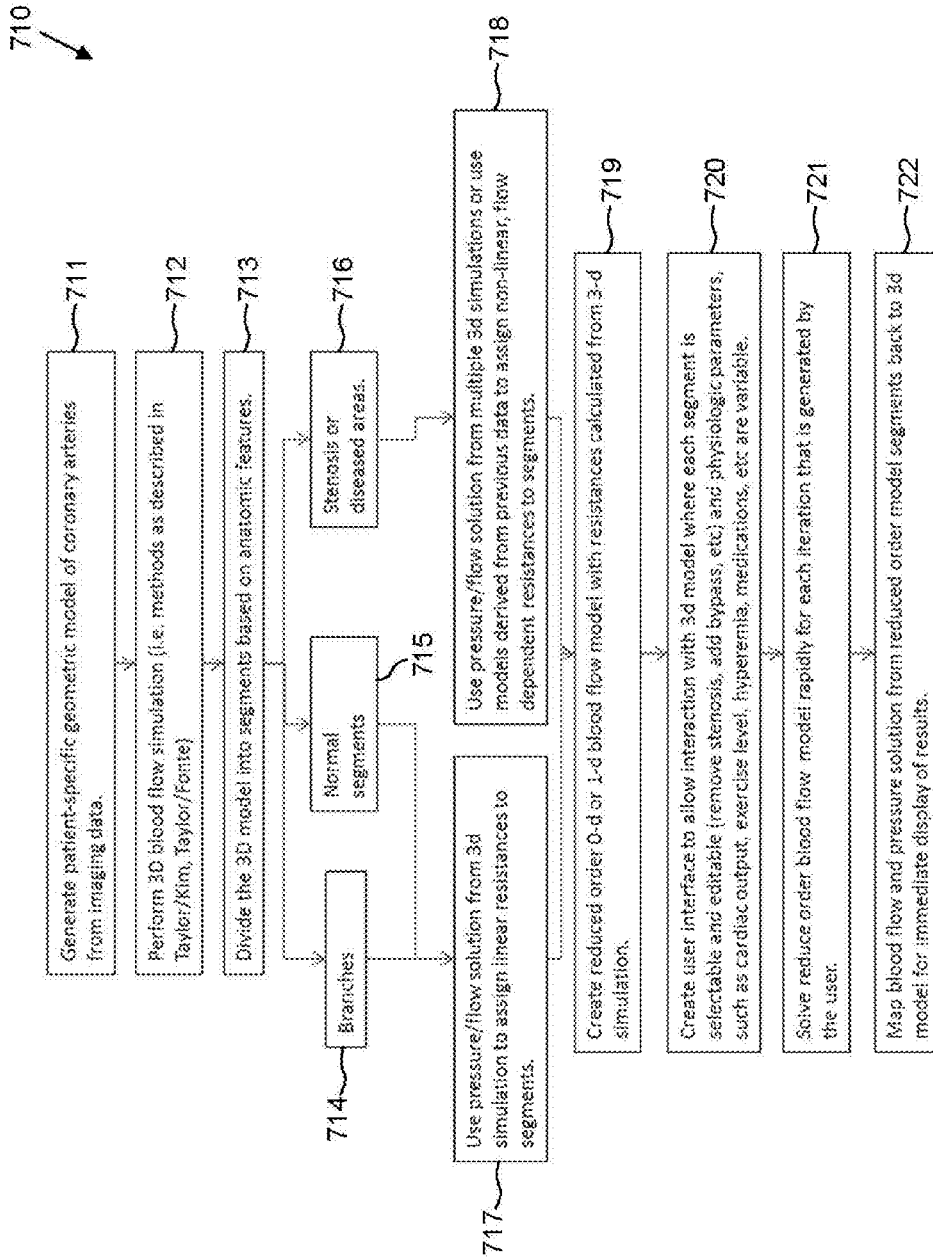 710
Generate patient-specific geometric model of coronary arteries
from imaging data.
711
Perform 3D blood flow simulation (i.e. methods as described in
Taylor/Kim, Taylor/Fonte)
712
Divide the 3D model into segments based on anatomic features.
713
Branches
714
Normal
segments
715
Stenosis or
diseased areas.
716
Use pressure/flow solution from 3d
simulation to assign linear resistances to
segments.
717
Use pressure/flow solution from multiple 3d simulations or use
models derived from previous data to assign non-linear, flow
dependent resistances to segments.
718
Create reduced order 0-d or 1-d blood flow model with resistances calculated from 3-d
simulation.
719
Create user interface to allow interaction with 3d model where each segment is
selectable and editable (remove stenosis, add bypass, etc) and physiologic parameters,
such as cardiac output, exercise level, hyperemia, medications, etc are variable.
720
Solve reduce order blood flow model rapidly for each iteration that is generated by
the user.
721
Map blood flow and pressure solution from reduced order model segments back to 3d
model for immediate display of results.
722